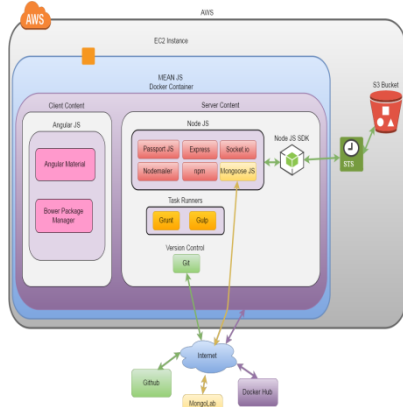 AWS
AWS
EC2 Instance
MEAN JS
Docker Container
Client Content
Server Content
S3 Bucket
Angular JS
Node JS
Passport JS
Express
Socket.io
Node JS SDK
Angular Material
Nodemailer
npm
Mongoose JS
STS
Task Runners
Bower Package
Manager
Grunt
Gulp
Version Control
Git
Internet
Github
Docker Hub
MongoLab